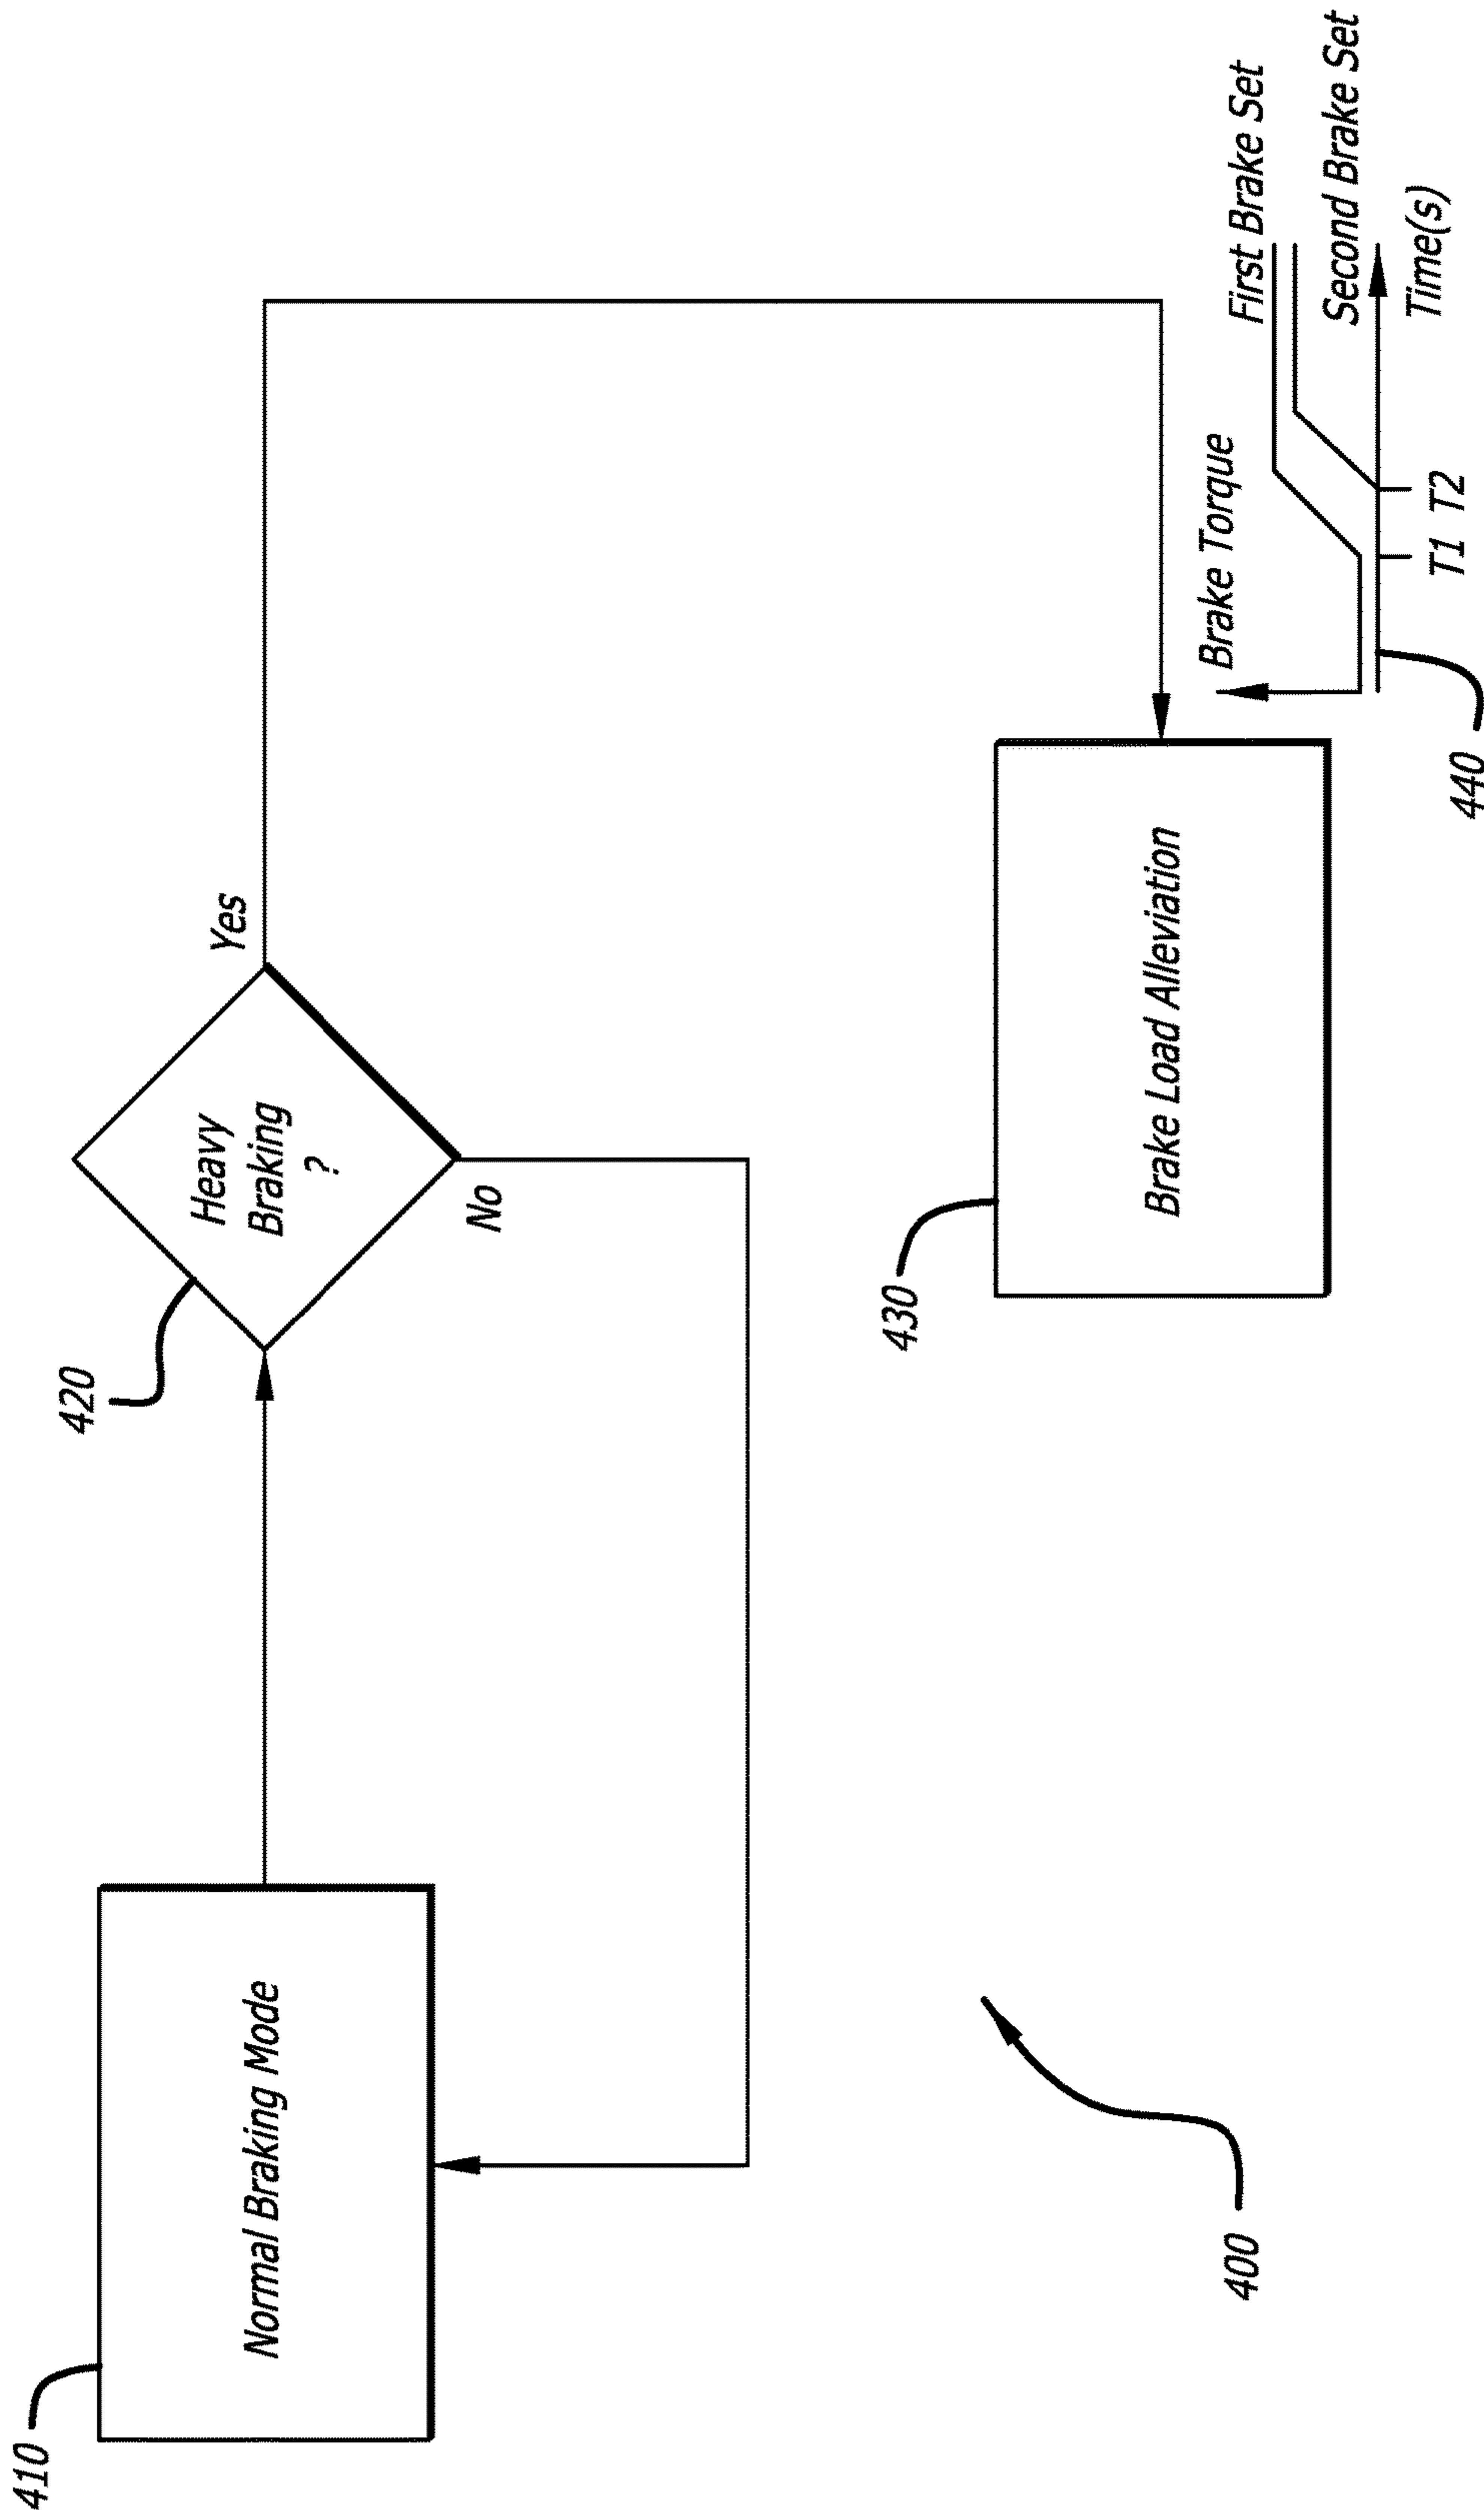 410
Normal Braking Mode
420
Heavy
Braking
?
Yes
No
430
Brake Load Alleviation
Brake Torque
First Brake Set
Second Brake Set
Time(s)
T1 T2
440
400